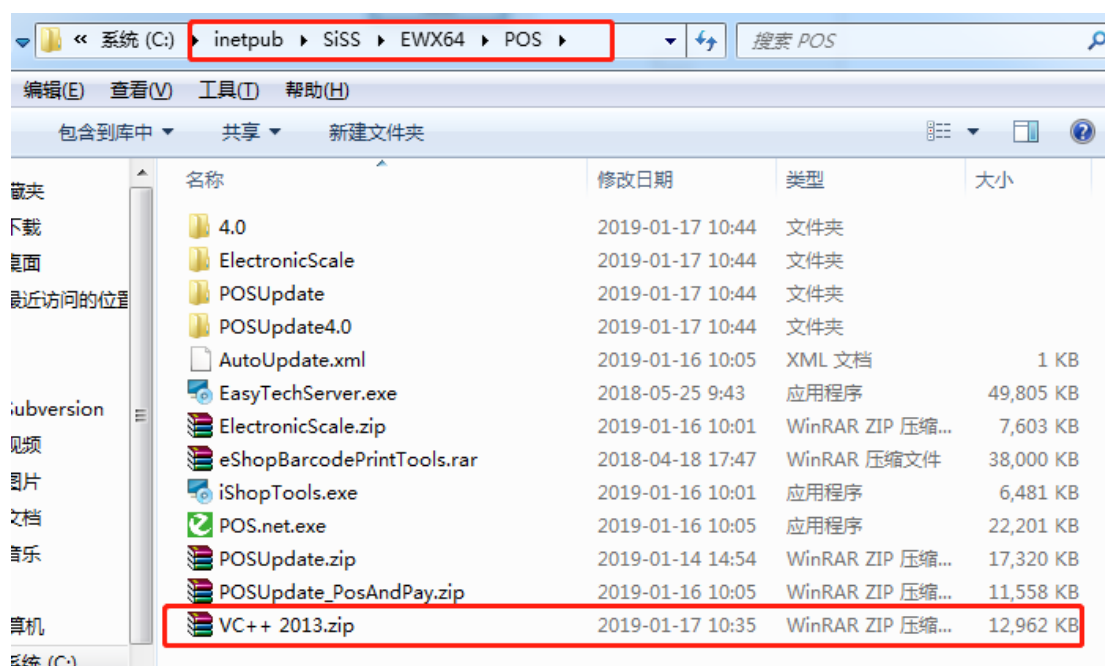 « 系统 (C:) inetpub SiSS EWX64 POS 搜索 POS
编辑(E) 查看(V) 工具(T) 帮助(H)
包含到库中 共享 新建文件夹
名称 修改日期 类型 大小
藏夹
下载
桌面
最近访问的位置
Subversion
视频
图片
文档
音乐
算机
系统 (C:)
4.0 2019-01-17 10:44 文件夹
ElectronicScale 2019-01-17 10:44 文件夹
POSUpdate 2019-01-17 10:44 文件夹
POSUpdate4.0 2019-01-17 10:44 文件夹
AutoUpdate.xml 2019-01-16 10:05 XML 文档 1 KB
EasyTechServer.exe 2018-05-25 9:43 应用程序 49,805 KB
ElectronicScale.zip 2019-01-16 10:01 WinRAR ZIP 压缩... 7,603 KB
eShopBarcodePrintTools.rar 2018-04-18 17:47 WinRAR 压缩文件 38,000 KB
iShopTools.exe 2019-01-16 10:01 应用程序 6,481 KB
POS.net.exe 2019-01-16 10:05 应用程序 22,201 KB
POSUpdate.zip 2019-01-14 14:54 WinRAR ZIP 压缩... 17,320 KB
POSUpdate_PosAndPay.zip 2019-01-16 10:05 WinRAR ZIP 压缩... 11,558 KB
VC++ 2013.zip 2019-01-17 10:35 WinRAR ZIP 压缩... 12,962 KB